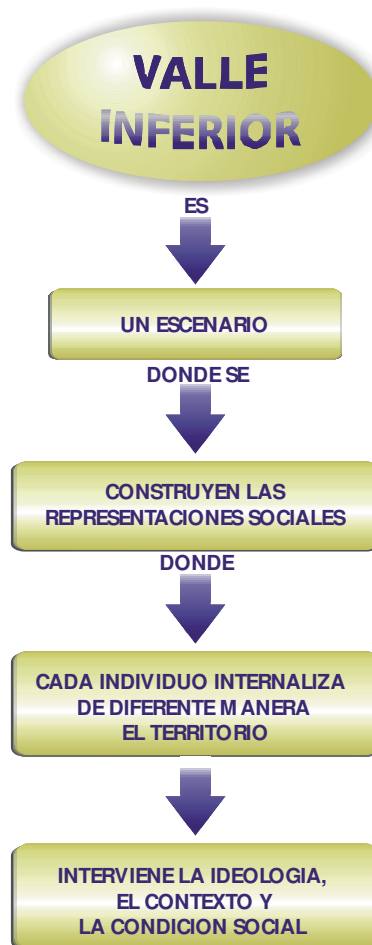 VALLE
INFERIOR
ES
UN ESCENARIO
DONDE SE
CONSTRUYEN LAS
REPRESENTACIONES SOCIALES
DONDE
CADA INDIVIDUO INTERNALIZA
DE DIFERENTE MANERA
EL TERRITORIO
INTERVIENE LA IDEOLOGIA,
EL CONTEXTO Y
LA CONDICION SOCIAL